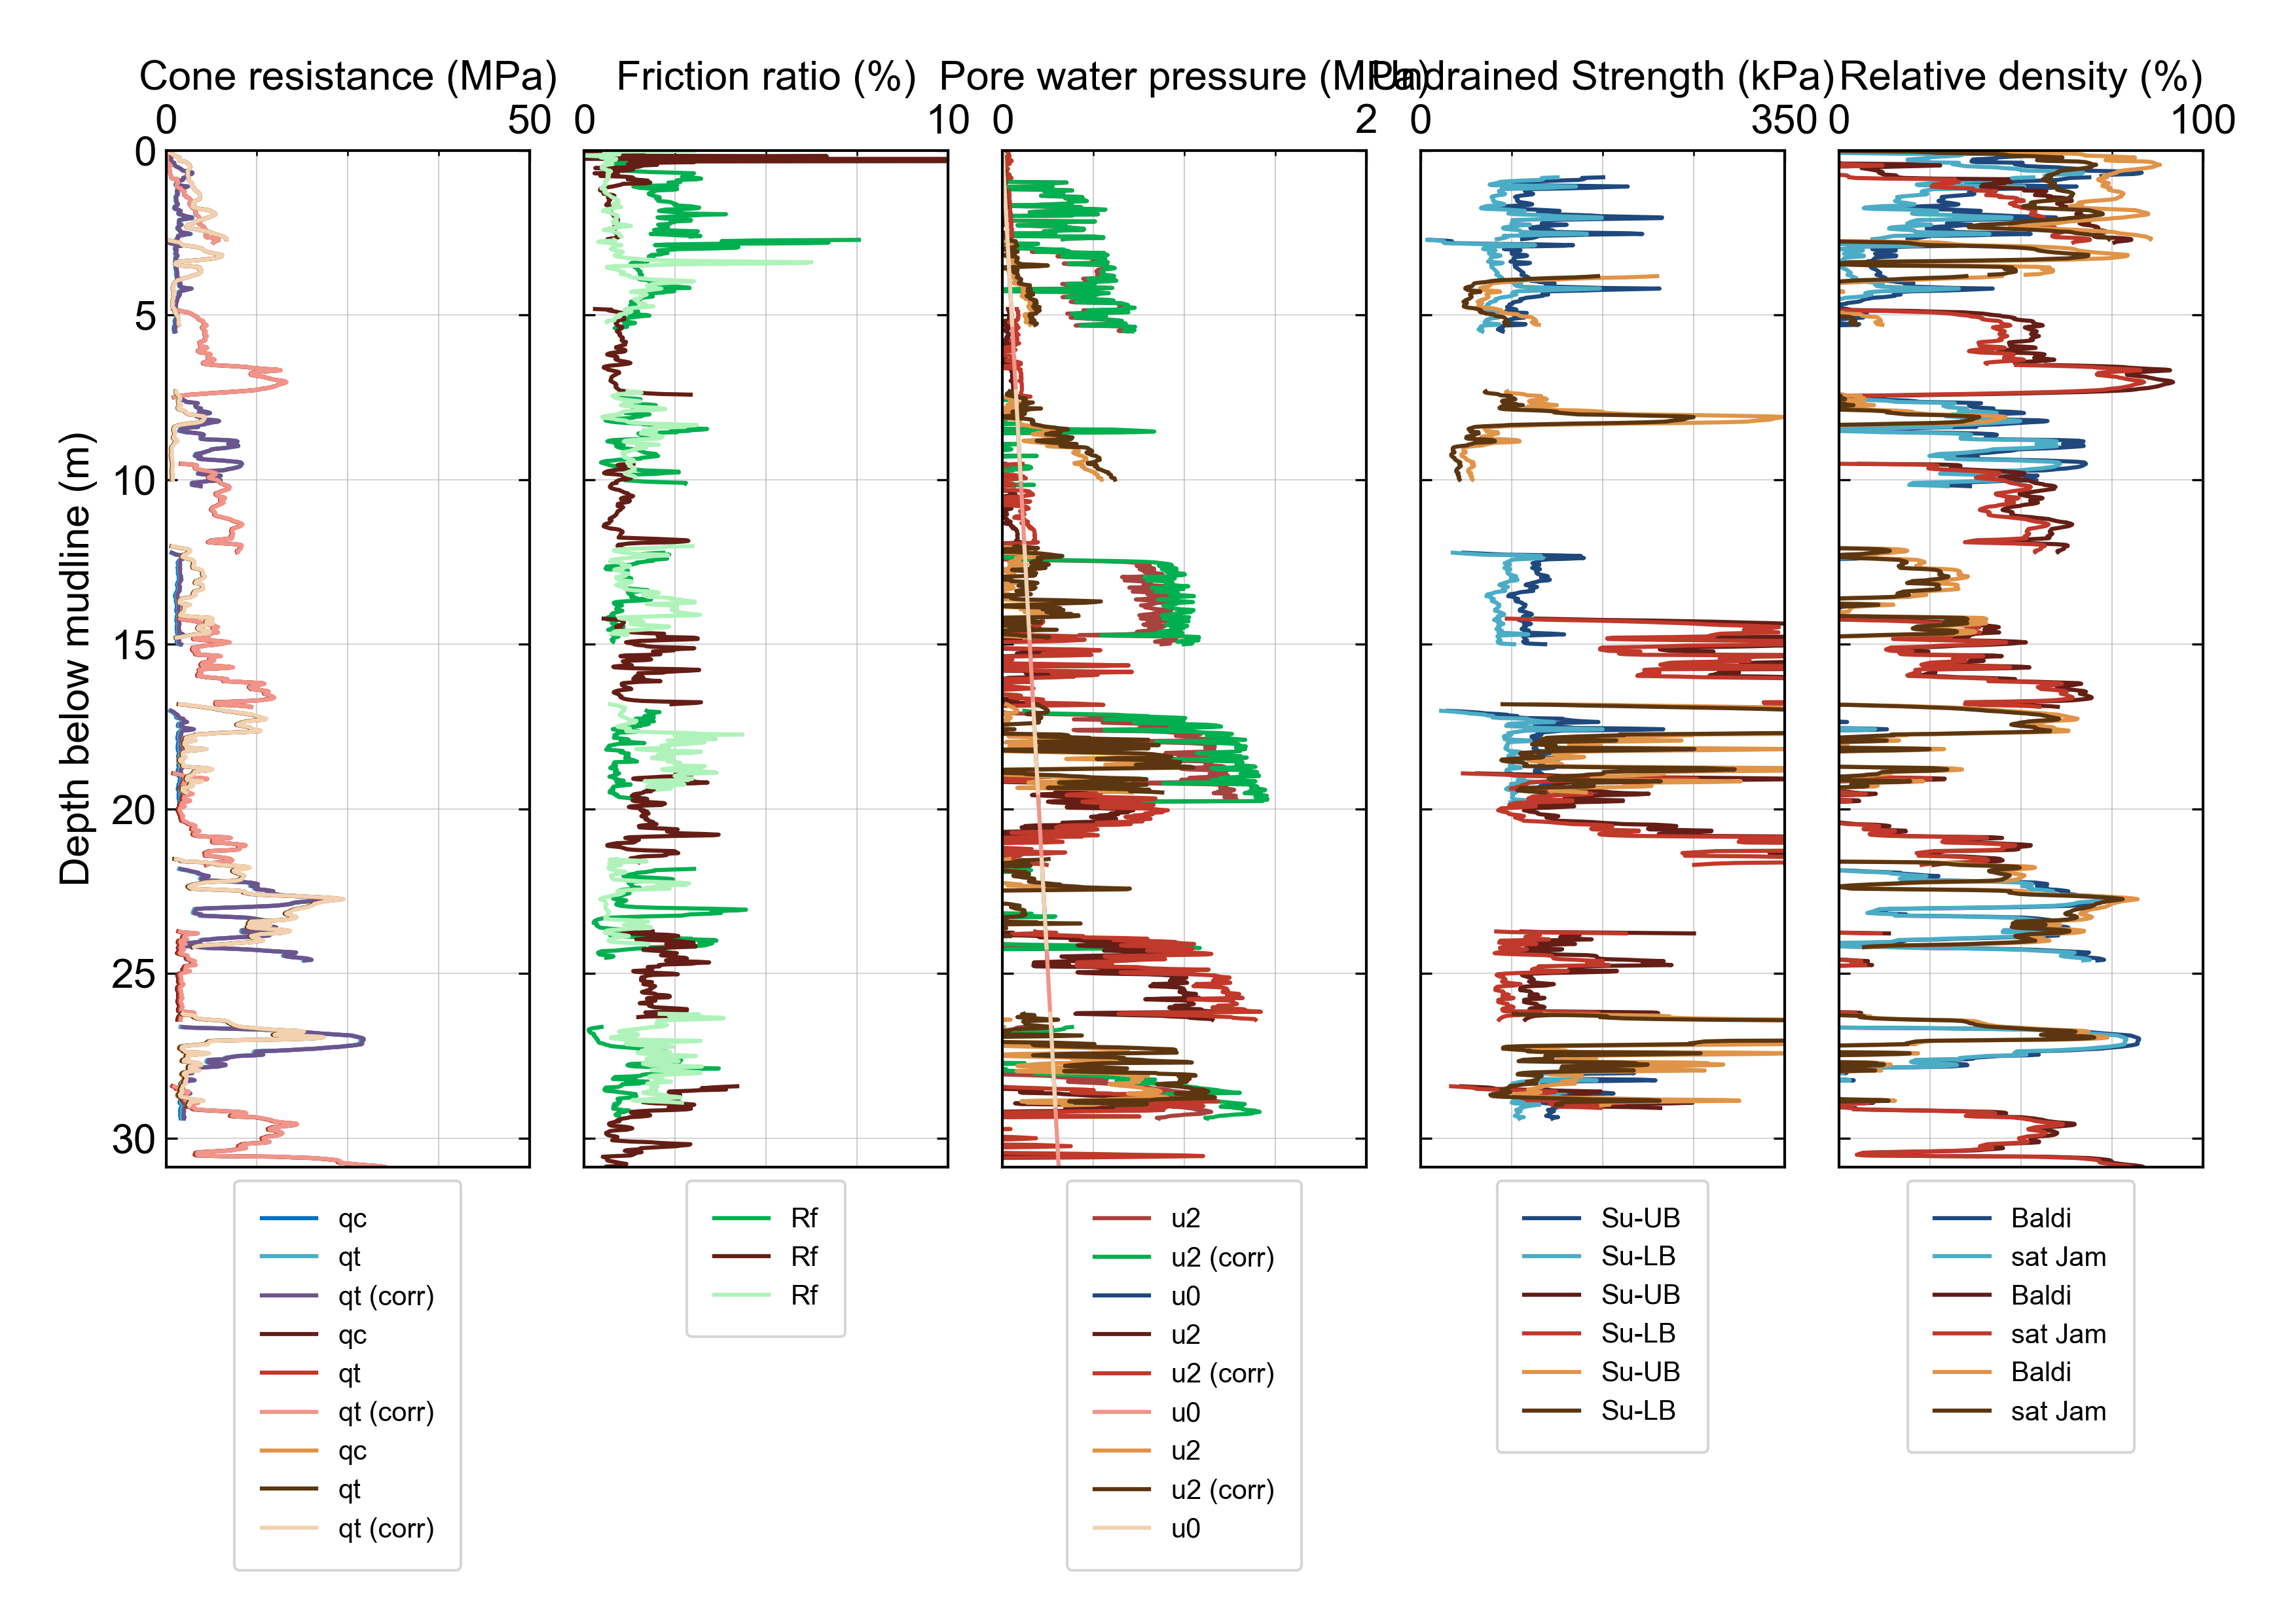 Cone resistance (MPa)
Friction ratio (%)
Pore water pressure (MPa)
Undrained Strength (kPa)
Relative density (%)
0 50
0 10
0 2
0 350
0 100
Depth below mudline (m)
0
5
10
15
20
25
30
qc
qt
qt (corr)
qc
qt
qt (corr)
qc
qt
qt (corr)
Rf
Rf
Rf
u2
u2 (corr)
u0
u2
u2 (corr)
u0
u2
u2 (corr)
u0
Su-UB
Su-LB
Su-UB
Su-LB
Su-UB
Su-LB
Baldi
sat Jam
Baldi
sat Jam
Baldi
sat Jam